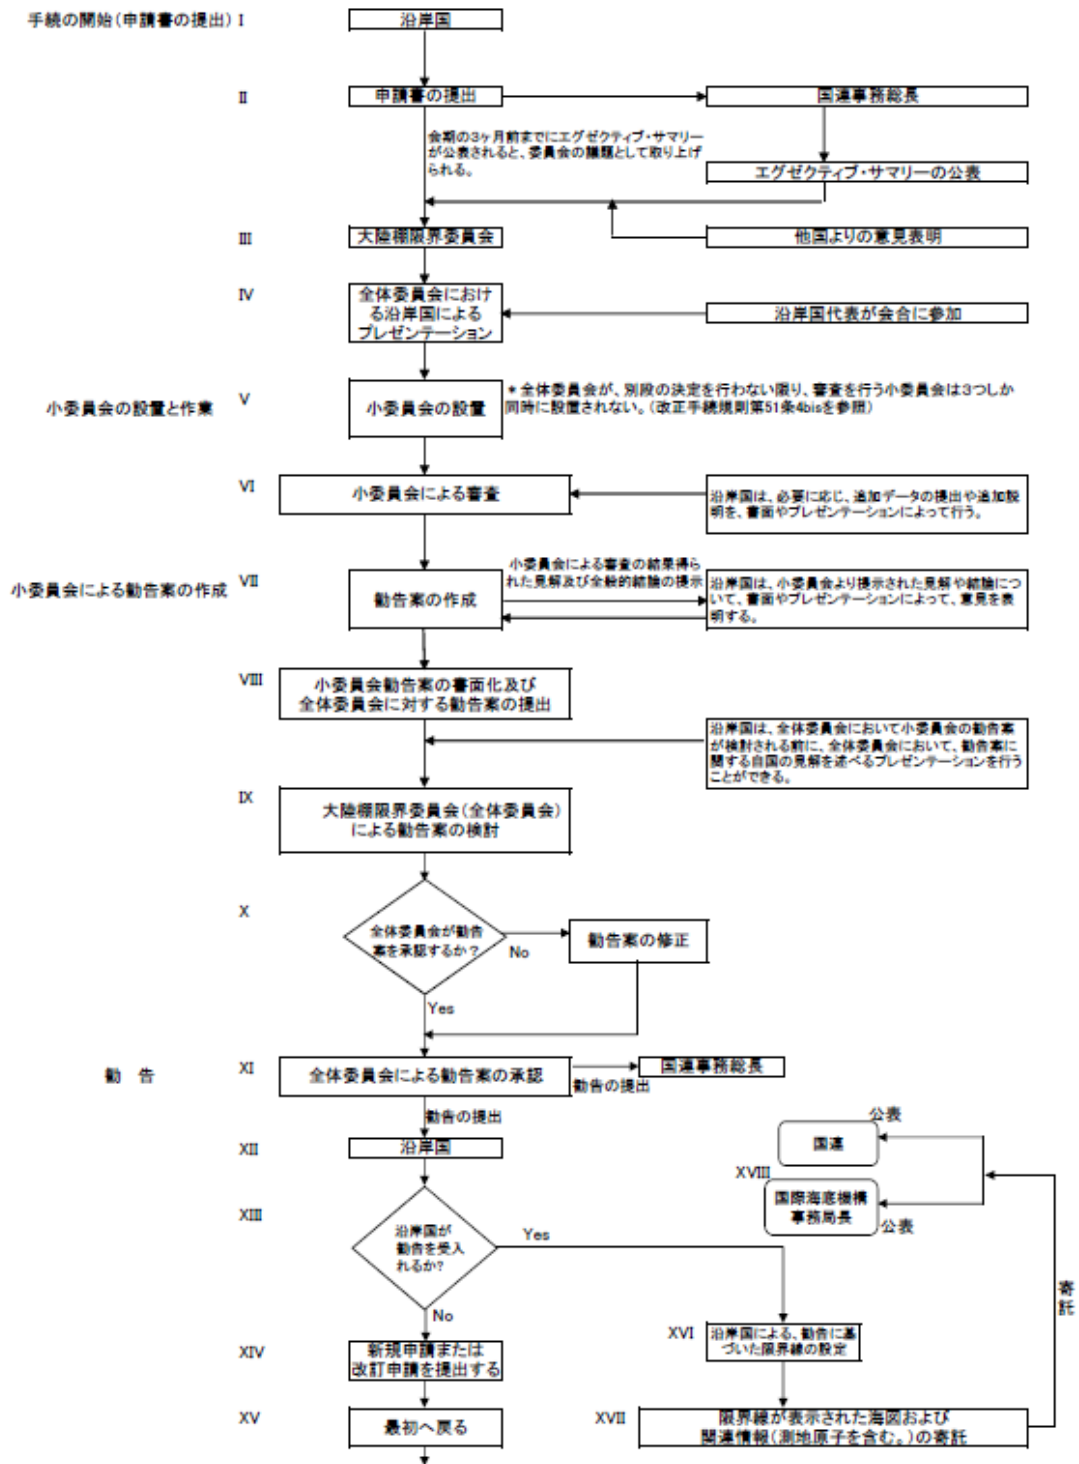 手続の開始(申請書の提出) I
沿岸国
II
申請書の提出
国連事務総長
会期の3ヶ月前までにエグゼクティブ・サマリー
が公表されると、委員会の議題として取り上げ
られる。
エグゼクティブ・サマリーの公表
III
大陸棚限界委員会
他国よりの意見表明
IV
全体委員会におけ
る沿岸国による
プレゼンテーション
沿岸国代表が会合に参加
小委員会の設置と作業
V
小委員会の設置
* 全体委員会が、別段の決定を行わない限り、審査を行う小委員会は3つしか
同時に設置されない。(改正手続規則第51条4bisを参照)
VI
小委員会による審査
沿岸国は、必要に応じ、追加データの提出や追加説
明を、書面やプレゼンテーションによって行う。
小委員会による勧告案の作成
VII
勧告案の作成
小委員会による審査の結果得ら
れた見解及び全般的結論の提示
沿岸国は、小委員会より提示された見解や結論につ
いて、書面やプレゼンテーションによって、意見を表
明する。
VIII
小委員会勧告案の書面化及び
全体委員会に対する勧告案の提出
沿岸国は、全体委員会において小委員会の勧告案
が検討される前に、全体委員会において、勧告案に
関する自国の見解を述べるプレゼンテーションを行う
ことができる。
IX
大陸棚限界委員会(全体委員会)
による勧告案の検討
X
全体委員会が勧告
案を承認するか?
No
勧告案の修正
Yes
勧 告
XI
全体委員会による勧告案の承認
国連事務総長
勧告の提出
勧告の提出
XII
沿岸国
公表
国連
XVIII
国際海底機構
事務局長
公表
XIII
沿岸国が
勧告を受入
れるか?
Yes
No
寄
託
XIV
新規申請または
改訂申請を提出する
XVI
沿岸国による、勧告に基
づいた限界線の設定
XV
最初へ戻る
XVII
限界線が表示された海図および
関連情報(測地原子を含む。)の寄託